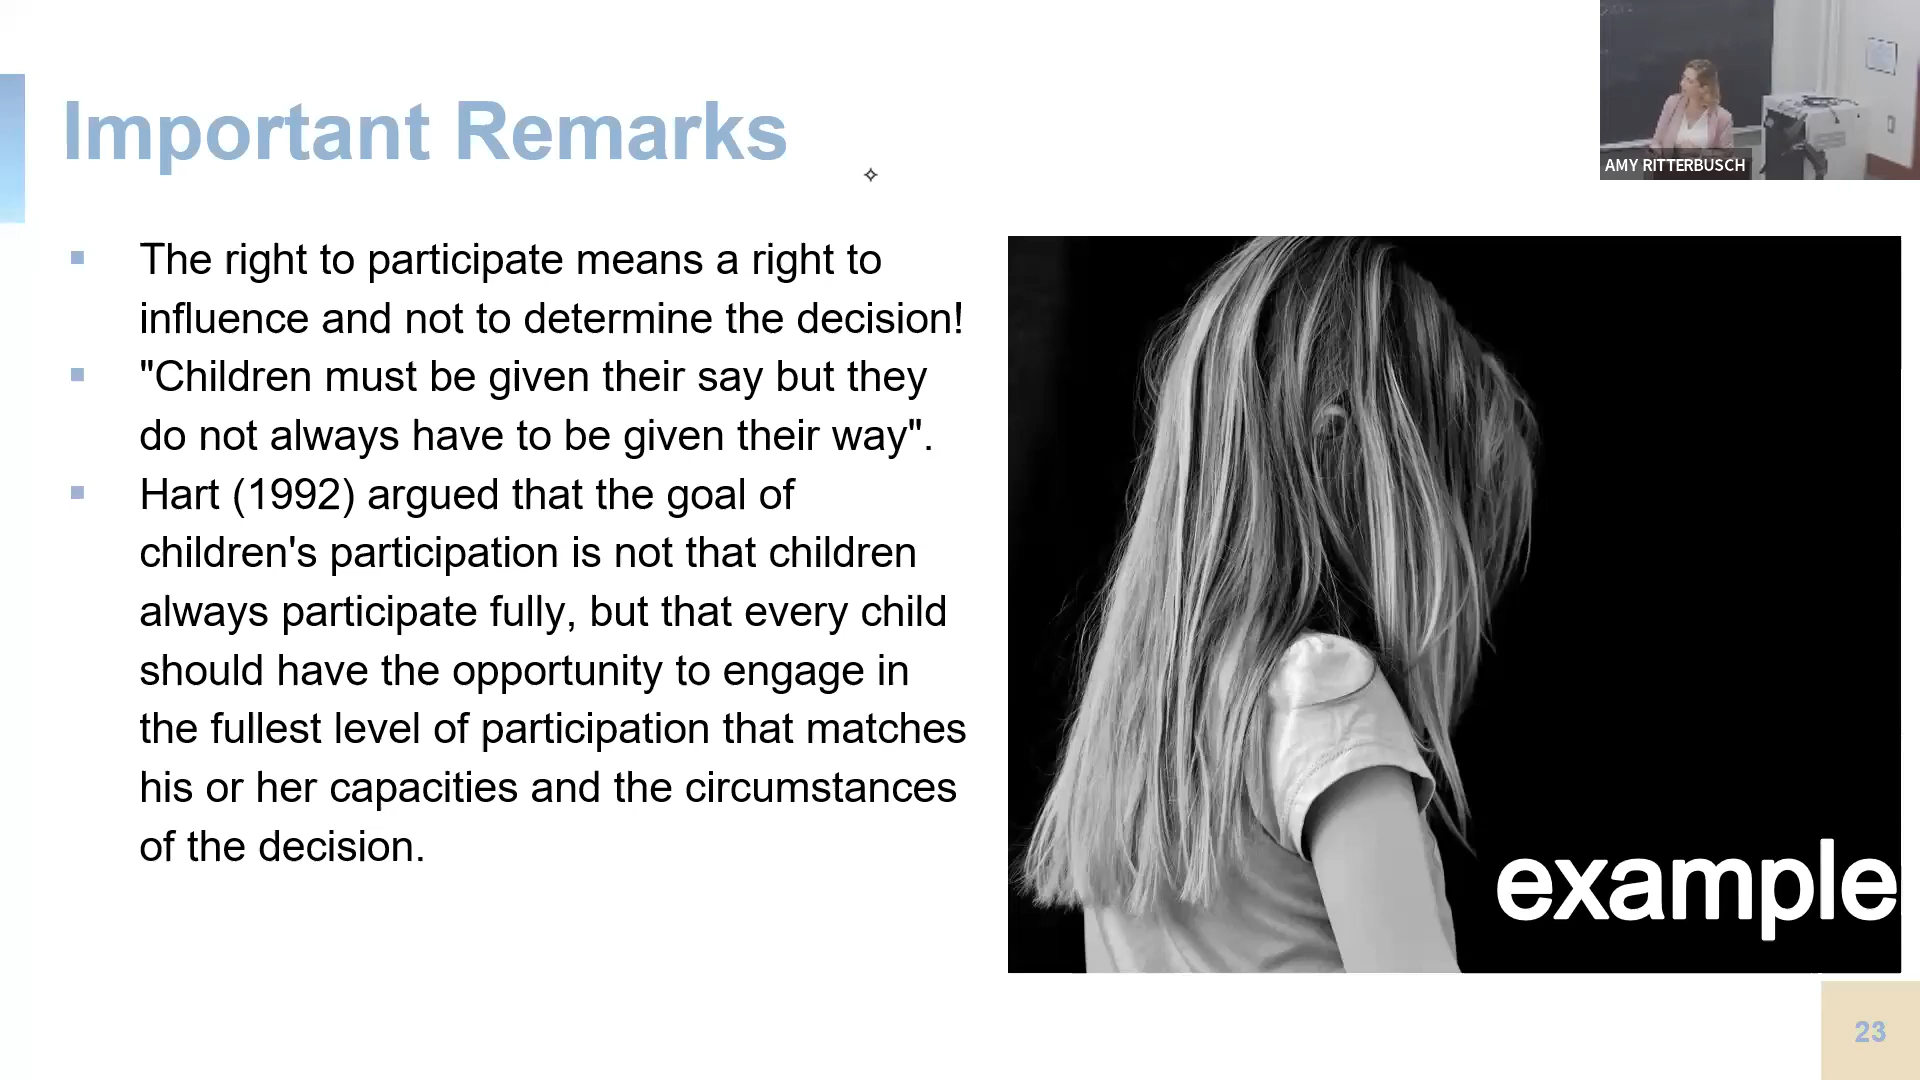 Important Remarks
AMY RITTERBUSCH
▪ The right to participate means a right to
influence and not to determine the decision!
▪ "Children must be given their say but they
do not always have to be given their way".
▪ Hart (1992) argued that the goal of
children's participation is not that children
always participate fully, but that every child
should have the opportunity to engage in
the fullest level of participation that matches
his or her capacities and the circumstances
of the decision.
example
23